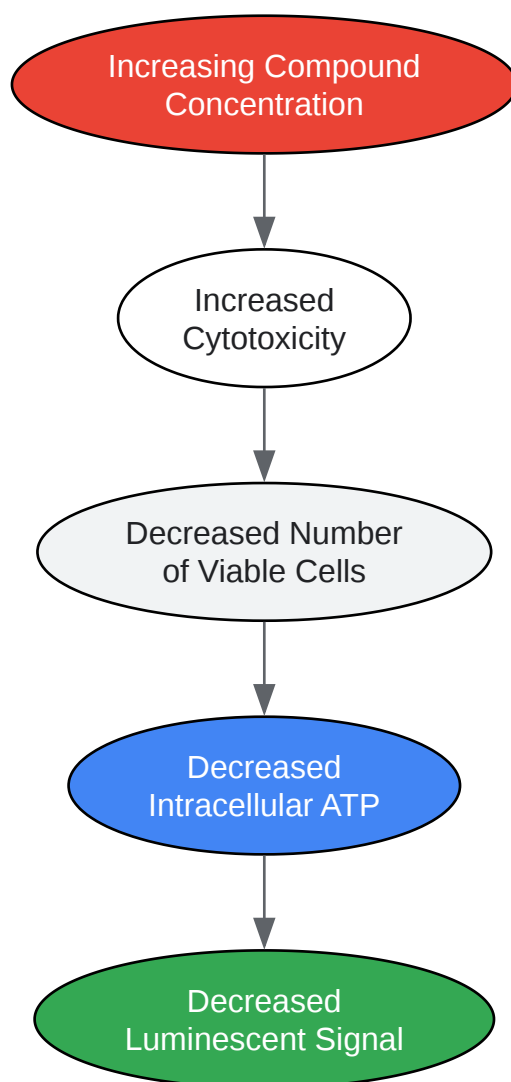 Increasing Compound
Concentration
Increased
Cytotoxicity
Decreased Number
of Viable Cells
Decreased
Intracellular ATP
Decreased
Luminescent Signal